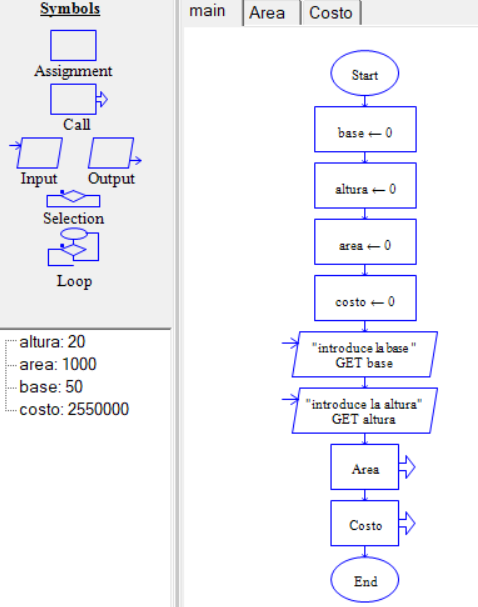 Symbols
Assignment
Call
Input Output
Selection
Loop
altura: 20
area: 1000
base: 50
costo: 2550000
main Area Costo
Start
base ← 0
altura ← 0
area ← 0
costo ← 0
"introduce la base"
GET base
"introduce la altura"
GET altura
Area
Costo
End